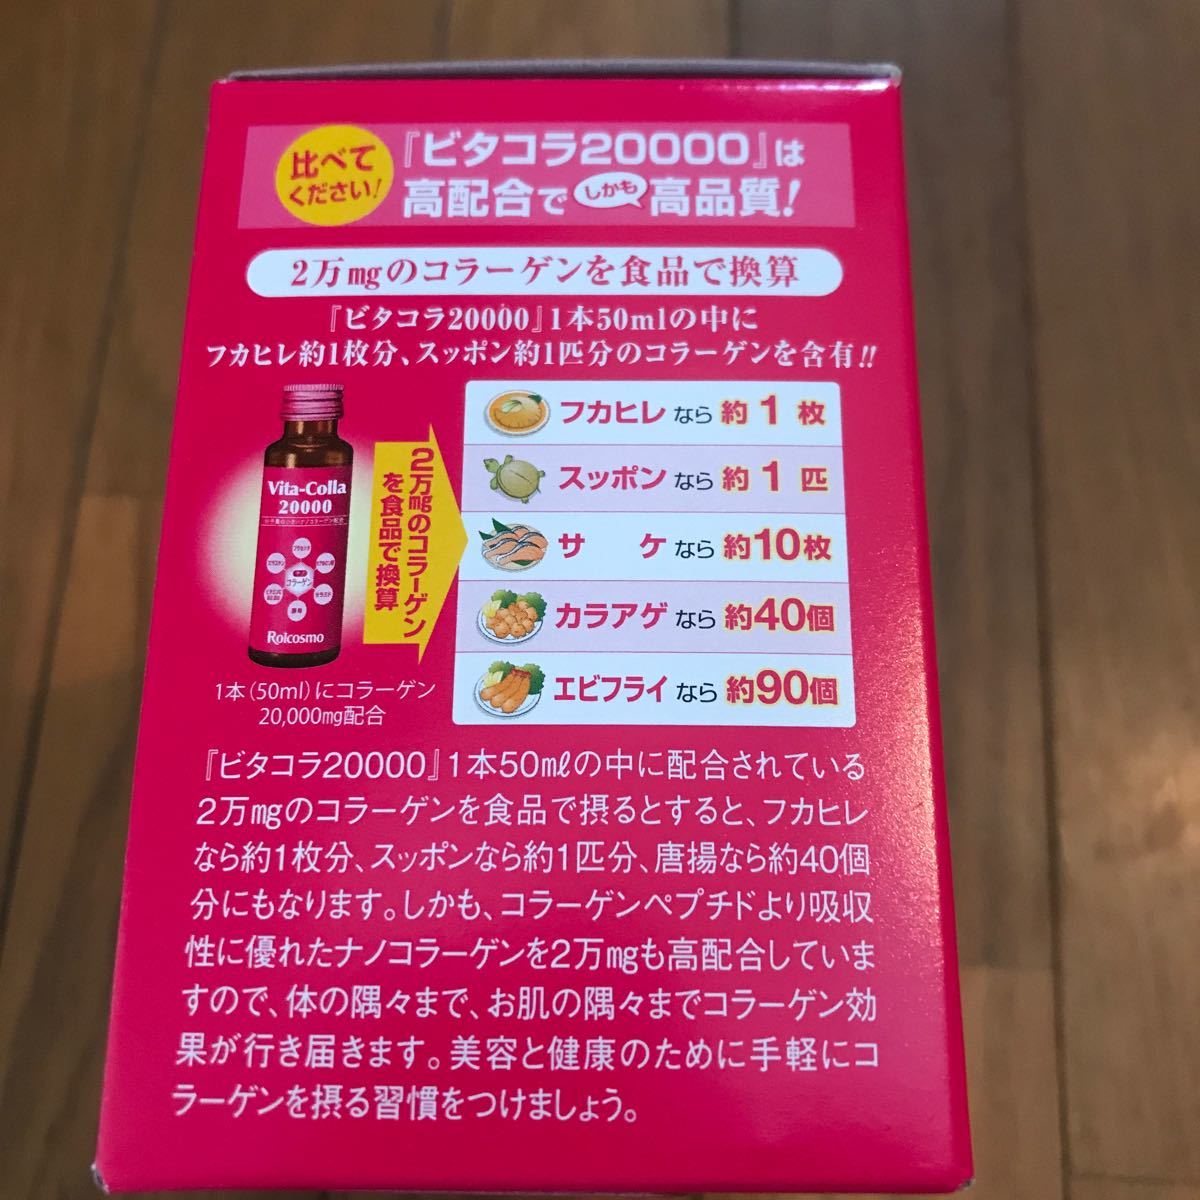 比べて
ください!
『ビタコラ20000』は
高配合でしかも高品質!
2万㎎のコラーゲンを食品で換算
『ビタコラ20000』1本50mlの中に
フカヒレ約1枚分、スッポン約1匹分のコラーゲンを含有!!
Vita-Colla
20000
プラセンタ
コラーゲン
Roicosmo
1本(50ml)にコラーゲン
20,000㎎配合
2万㎎のコラーゲン
を食品で換算
フカヒレ なら 約1枚
スッポン なら 約1匹
サケ なら 約10枚
カラアゲ なら 約40個
エビフライ なら 約90個
『ビタコラ20000』1本50mℓの中に配合されている
2万㎎のコラーゲンを食品で摂るとすると、フカヒレ
なら約1枚分、スッポンなら約1匹分、唐揚なら約40個
分にもなります。しかも、コラーゲンペプチドより吸収
性に優れたナノコラーゲンを2万㎎も高配合していま
すので、体の隅々まで、お肌の隅々までコラーゲン効
果が行き届きます。美容と健康のために手軽にコ
ラーゲンを摂る習慣をつけましょう。